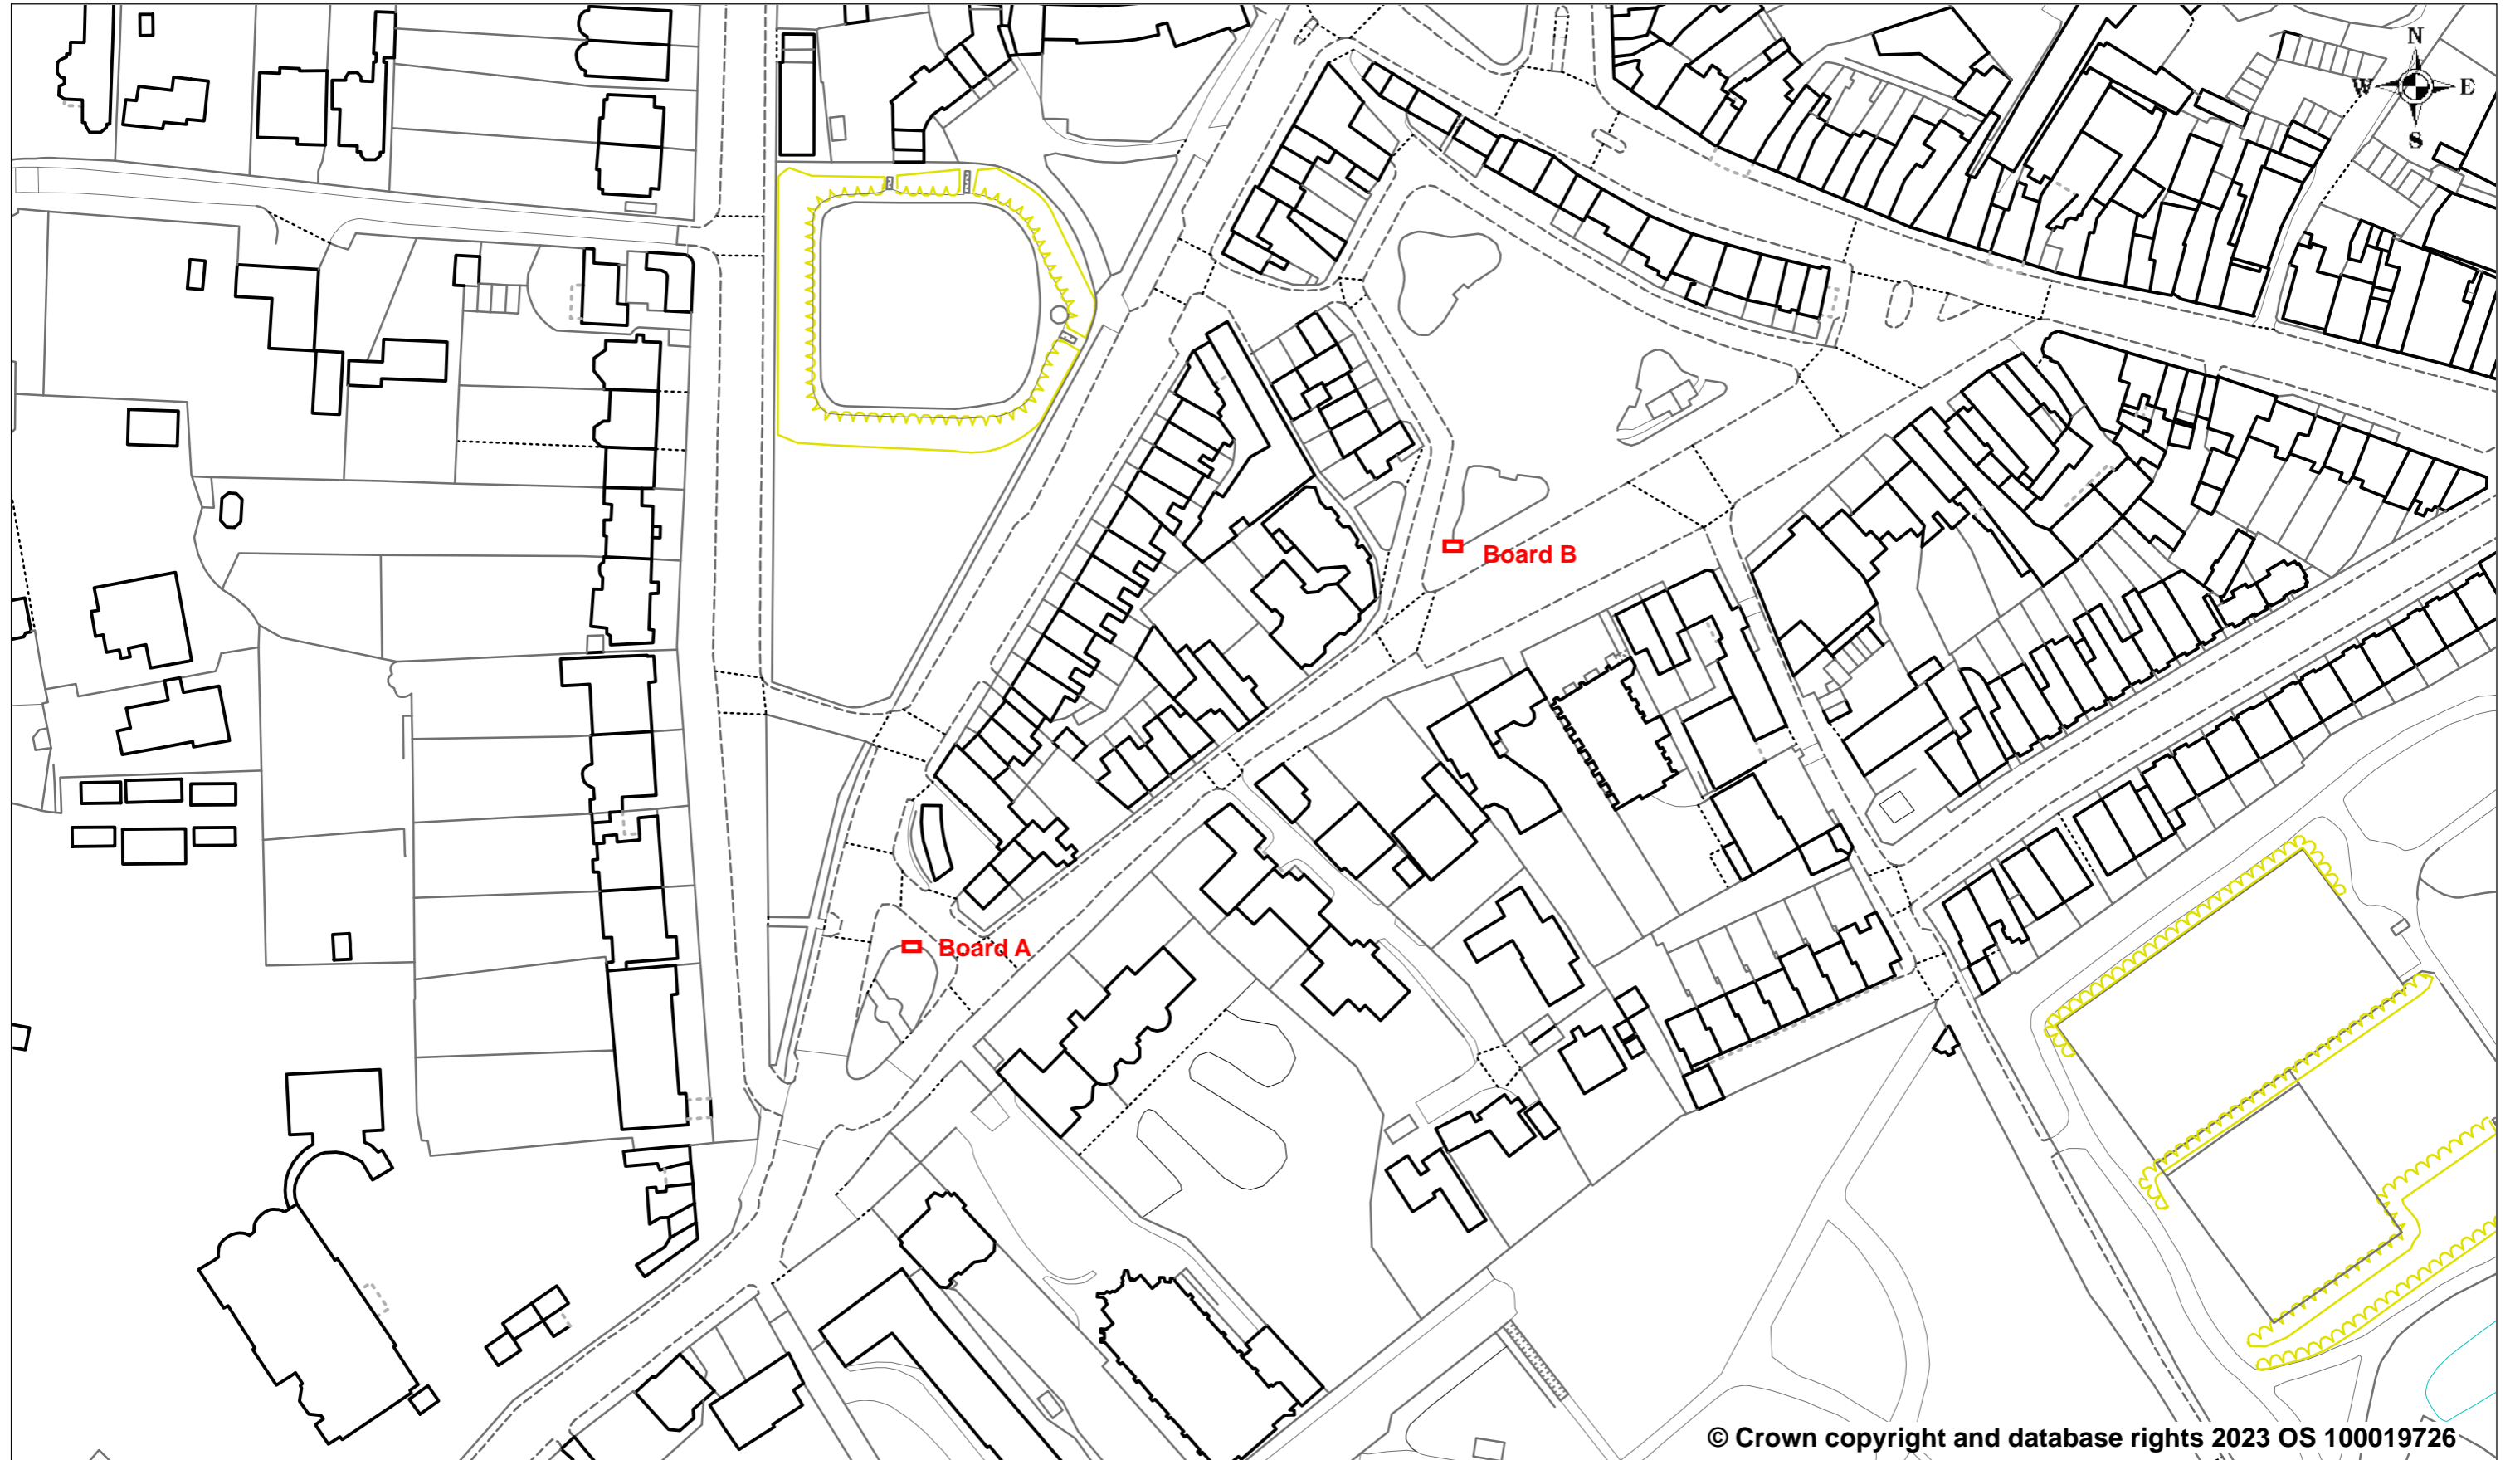 N
W E
S
Board B
Board A
© Crown copyright and database rights 2023 OS 100019726